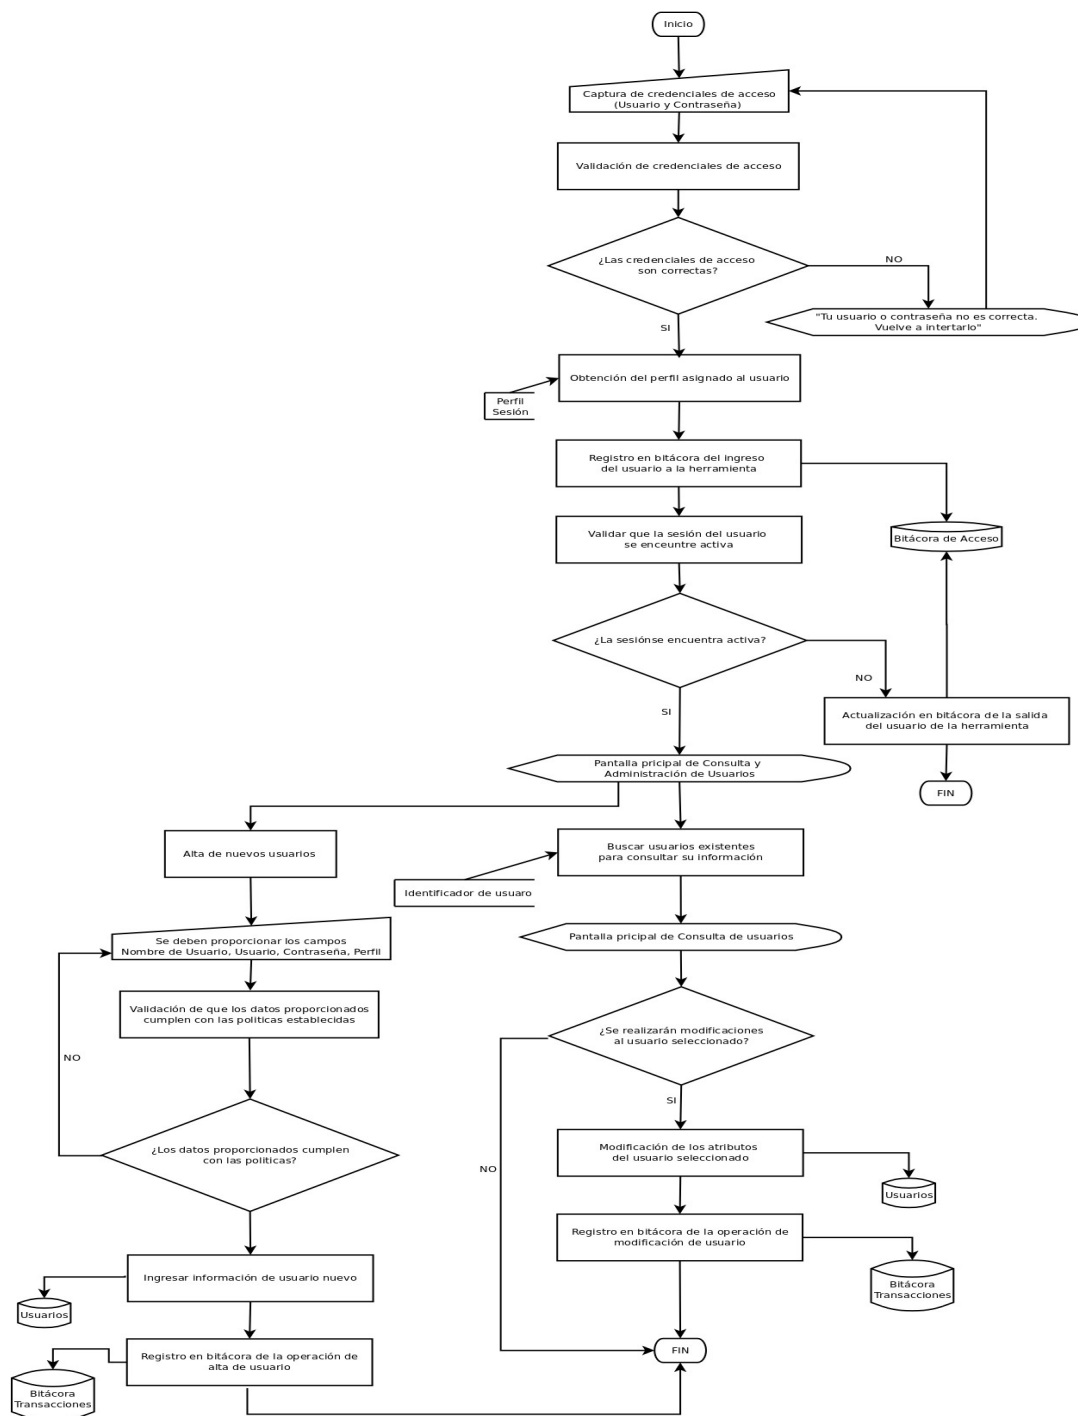 Inicio
Captura de credenciales de acceso
(Usuario y Contraseña)
Validación de credenciales de acceso
¿Las credenciales de acceso
son correctas?
NO
"Tu usuario o contraseña no es correcta.
Vuelve a intertarlo"
SI
Obtención del perfil asignado al usuario
Perfil
Sesión
Registro en bitácora del ingreso
del usuario a la herramienta
Bitácora de Acceso
Validar que la sesión del usuario
se enceuntre activa
¿La sesiónse encuentra activa?
NO
SI
Actualización en bitácora de la salida
del usuario de la herramienta
FIN
Pantalla pricipal de Consulta y
Administración de Usuarios
Alta de nuevos usuarios
Buscar usuarios existentes
para consultar su información
Identificador de usuaro
Se deben proporcionar los campos
Nombre de Usuario, Usuario, Contraseña, Perfil
Pantalla pricipal de Consulta de usuarios
Validación de que los datos proporcionados
cumplen con las politicas establecidas
¿Se realizarán modificaciones
al usuario seleccionado?
NO
SI
¿Los datos proporcionados cumplen
con las politicas?
Modificación de los atributos
del usuario seleccionado
NO
Usuarios
Registro en bitácora de la operación de
modificación de usuario
Ingresar información de usuario nuevo
Bitácora
Transacciones
Usuarios
Registro en bitácora de la operación de
alta de usuario
FIN
Bitácora
Transacciones